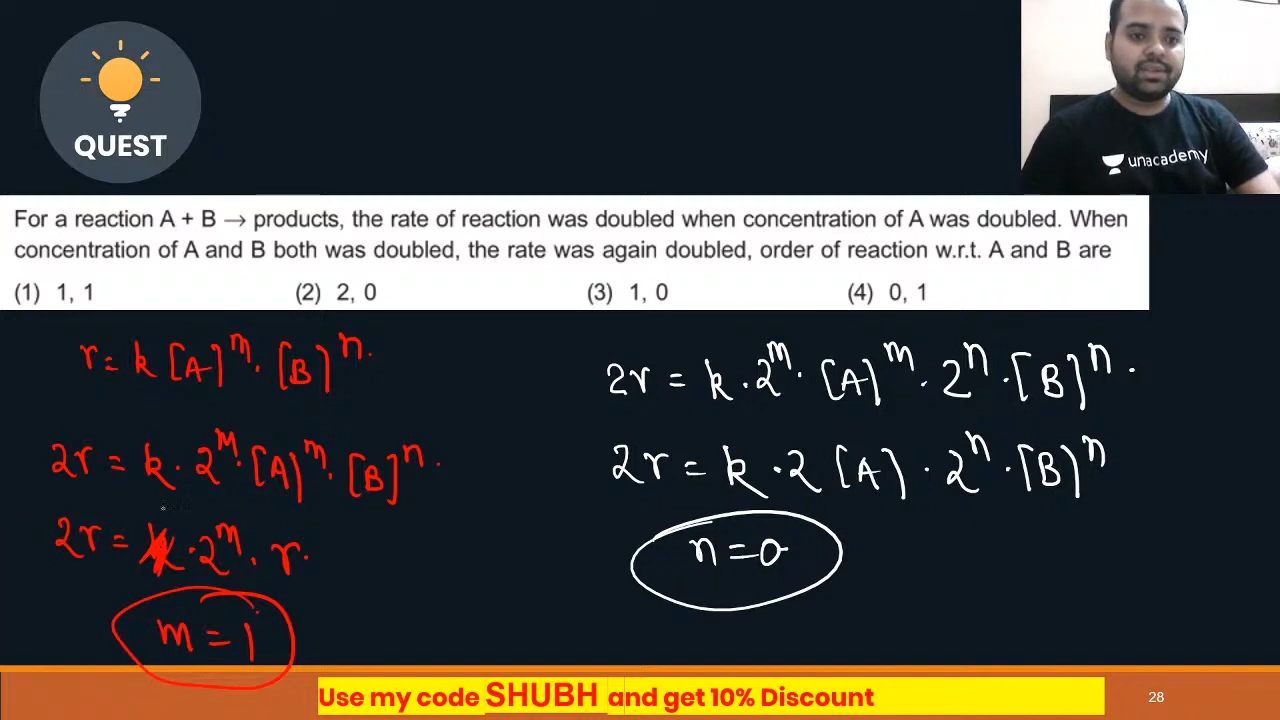 QUEST
unacademy
For a reaction A + B → products, the rate of reaction was doubled when concentration of A was doubled. When
concentration of A and B both was doubled, the rate was again doubled, order of reaction w.r.t. A and B are
(1) 1, 1 (2) 2, 0 (3) 1, 0 (4) 0, 1
r = k [A]^m . [B]^n .
2r = k . 2^m . [A]^m . [B]^n .
2r = . 2^m . r .
m = 1
2r = k . 2^m . [A]^m . 2^n . [B]^n .
2r = k . 2 [A] . 2^n . [B]^n
n = 0
Use my code SHUBH and get 10% Discount
28